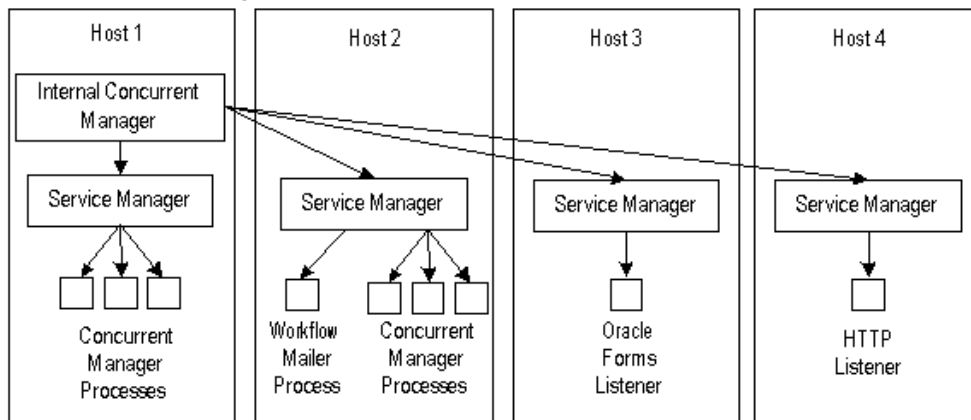 Host 1
Internal Concurrent
Manager
Service Manager
Concurrent
Manager
Processes
Host 2
Service Manager
Workflow
Mailer
Process
Concurrent
Manager
Processes
Host 3
Service Manager
Oracle
Forms
Listener
Host 4
Service Manager
HTTP
Listener